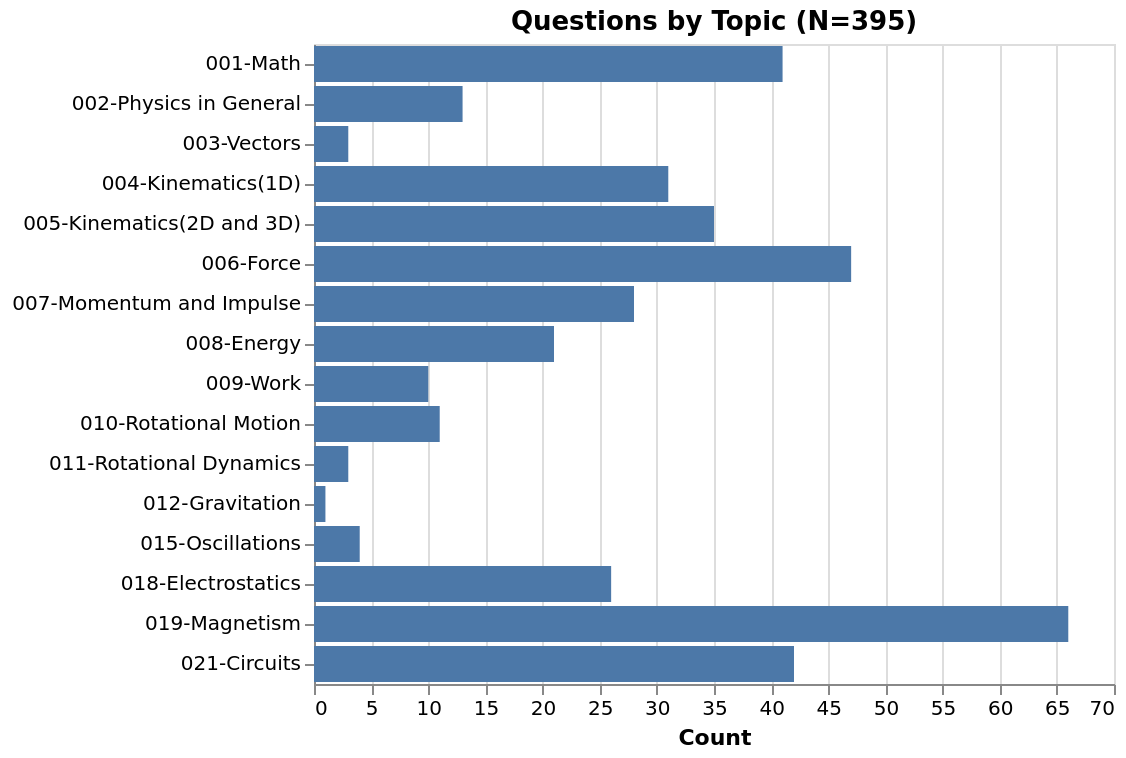 Questions by Topic (N=395)
001-Math
002-Physics in General
003-Vectors
004-Kinematics(1D)
005-Kinematics(2D and 3D)
006-Force
007-Momentum and Impulse
008-Energy
009-Work
010-Rotational Motion
011-Rotational Dynamics
012-Gravitation
015-Oscillations
018-Electrostatics
019-Magnetism
021-Circuits
0 5 10 15 20 25 30 35 40 45 50 55 60 65 70
Count